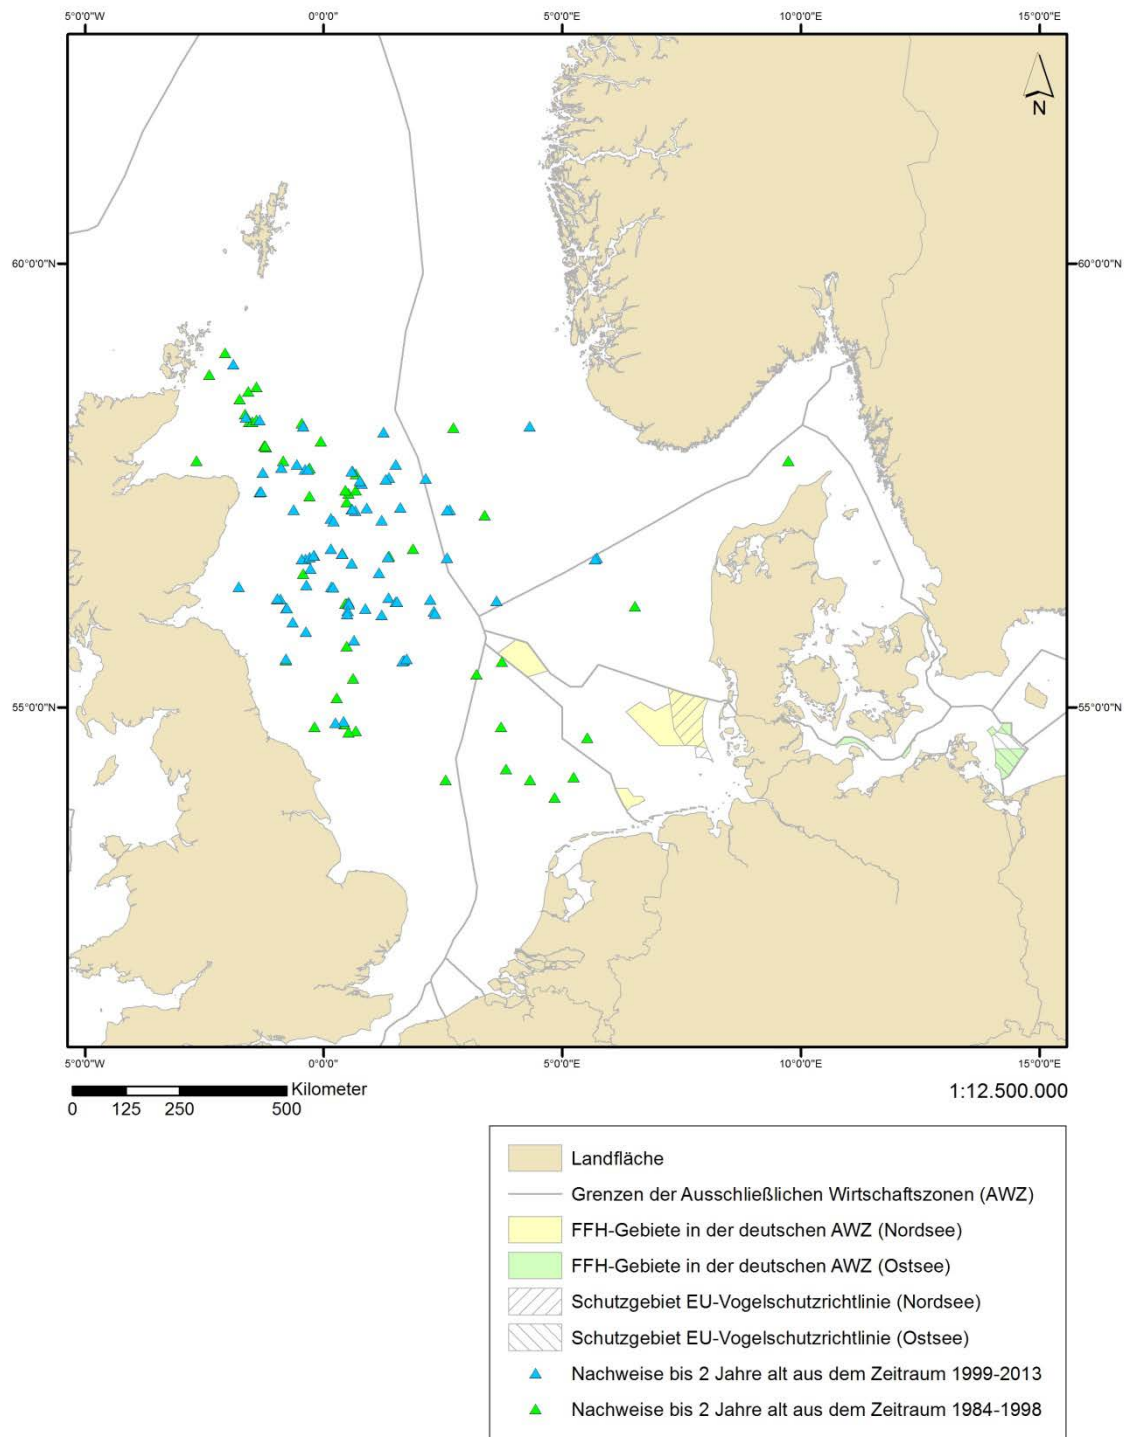 5°0'0"W 0°0'0" 5°0'0"E 10°0'0"E 15°0'0"E
N
60°0'0"N 60°0'0"N
55°0'0"N 55°0'0"N
5°0'0"W 0°0'0" 5°0'0"E 10°0'0"E 15°0'0"E
Kilometer
0 125 250 500
1:12.500.000
Landfläche
Grenzen der Ausschließlichen Wirtschaftszonen (AWZ)
FFH-Gebiete in der deutschen AWZ (Nordsee)
FFH-Gebiete in der deutschen AWZ (Ostsee)
Schutzgebiet EU-Vogelschutzrichtlinie (Nordsee)
Schutzgebiet EU-Vogelschutzrichtlinie (Ostsee)
Nachweise bis 2 Jahre alt aus dem Zeitraum 1999-2013
Nachweise bis 2 Jahre alt aus dem Zeitraum 1984-1998